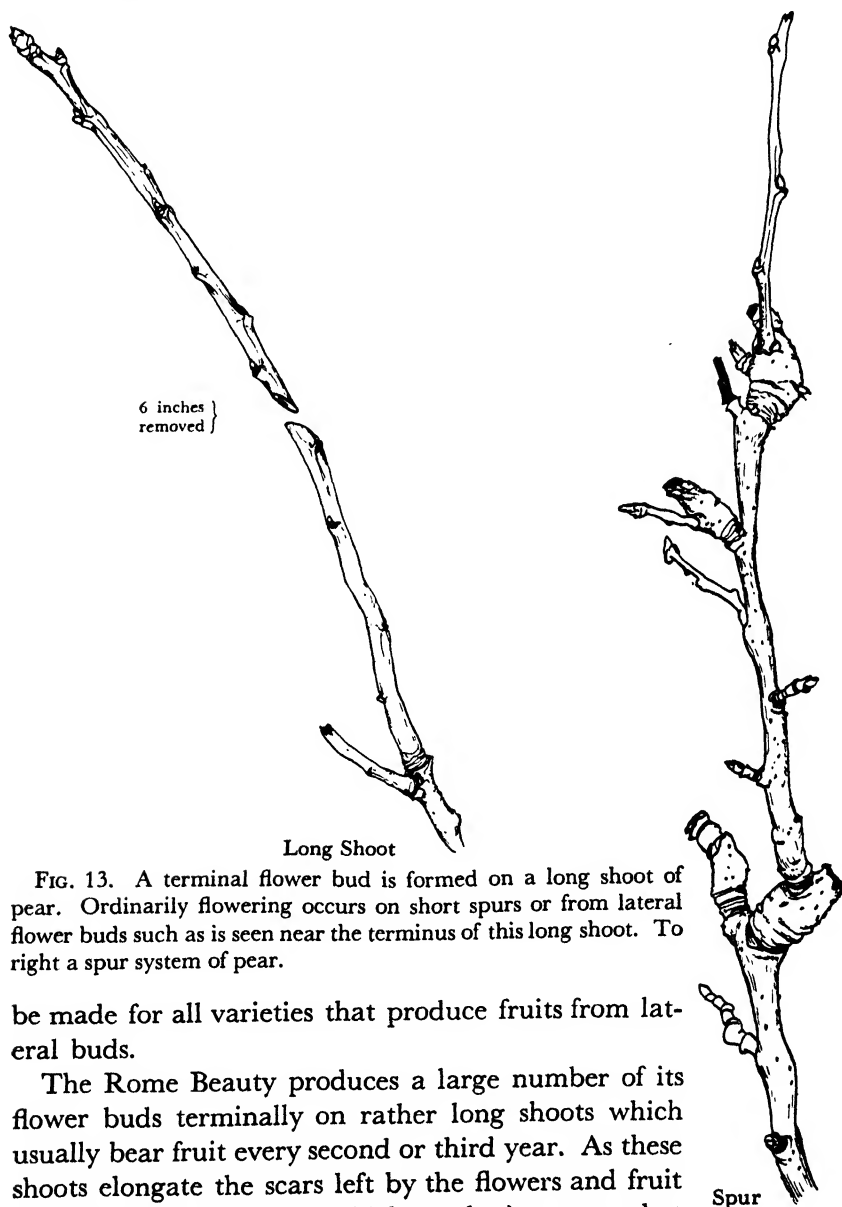 6 inches
removed
Long Shoot
FIG. 13. A terminal flower bud is formed on a long shoot of
pear. Ordinarily flowering occurs on short spurs or from lateral
flower buds such as is seen near the terminus of this long shoot. To
right a spur system of pear.
be made for all varieties that produce fruits from lat-
eral buds.
The Rome Beauty produces a large number of its
flower buds terminally on rather long shoots which
usually bear fruit every second or third year. As these
shoots elongate the scars left by the flowers and fruit
Spur